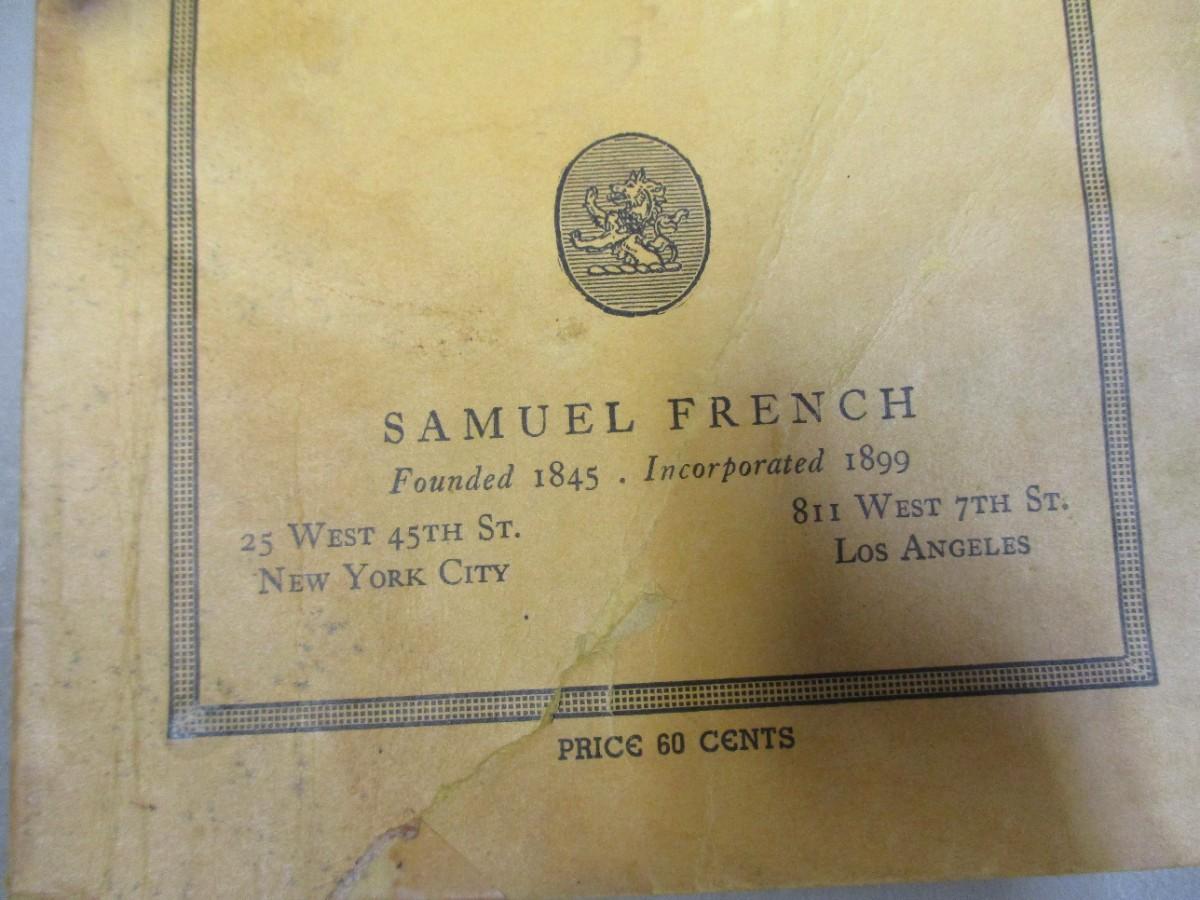 SAMUEL FRENCH
Founded 1845 . Incorporated 1899
25 WEST 45TH ST.
NEW YORK CITY
811 WEST 7TH ST.
LOS ANGELES
PRICE 60 CENTS